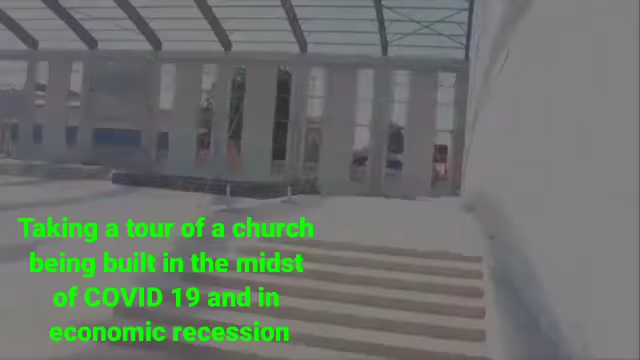 Taking a tour of a church
being built in the midst
of COVID 19 and in
economic recession